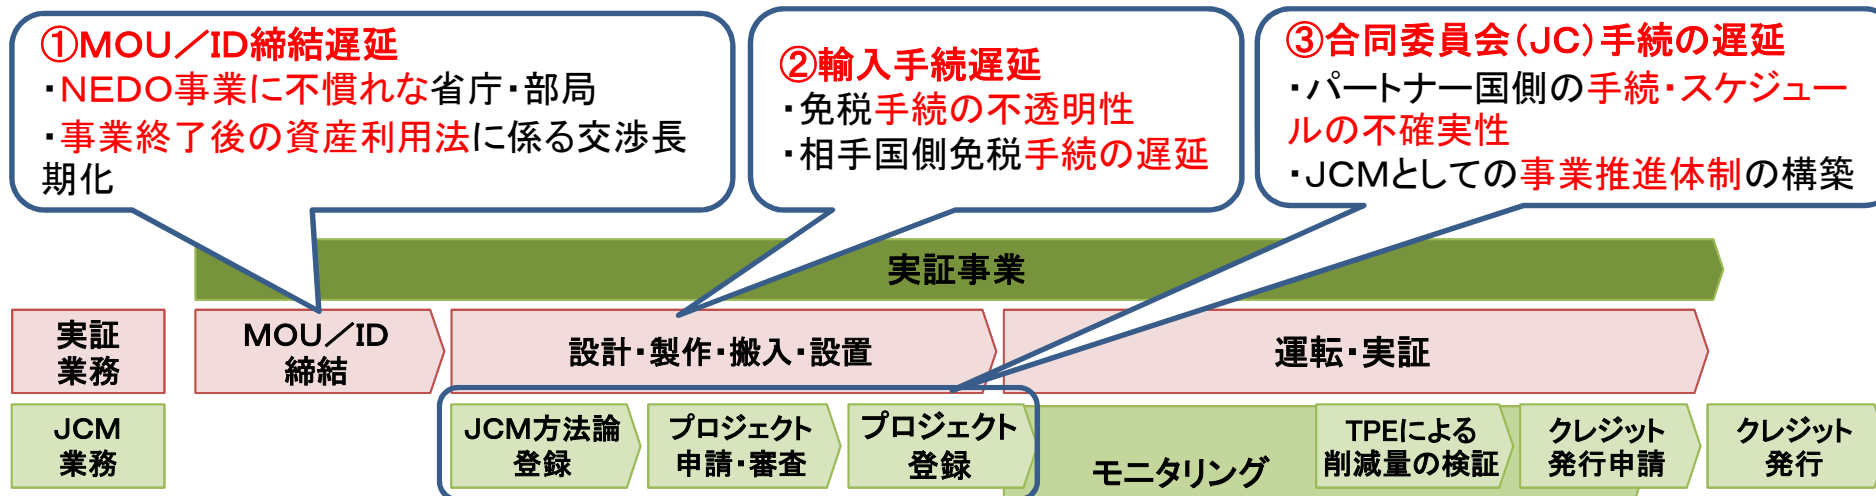 ①MOU／ID締結遅延
・NEDO事業に不慣れな省庁・部局
・事業終了後の資産利用法に係る交渉長
期化
②輸入手続遅延
・免税手続の不透明性
・相手国側免税手続の遅延
③合同委員会（JC）手続の遅延
・パートナー国側の手続・スケジュー
ルの不確実性
・JCMとしての事業推進体制の構築
実証事業
実証
業務
MOU／ID
締結
設計・製作・搬入・設置
運転・実証
JCM
業務
JCM方法論
登録
プロジェクト
申請・審査
プロジェクト
登録
モニタリング
TPEによる
削減量の検証
クレジット
発行申請
クレジット
発行